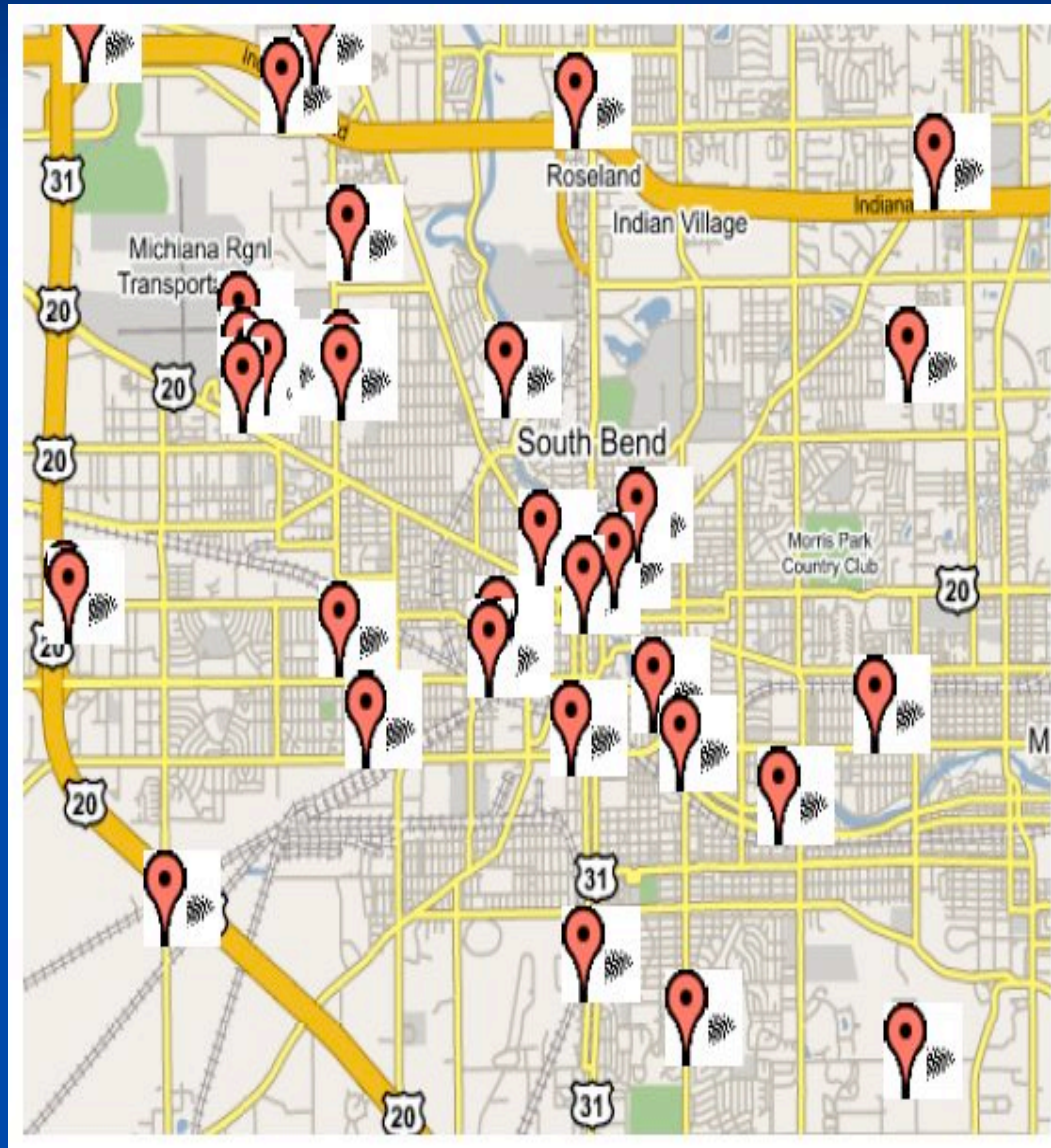 31
Roseland
Indiana
Indian Village
Michiana Rgnl
Transport
20
20
20
South Bend
Morris Park
Country Club
20
20
M
20
31
20
31